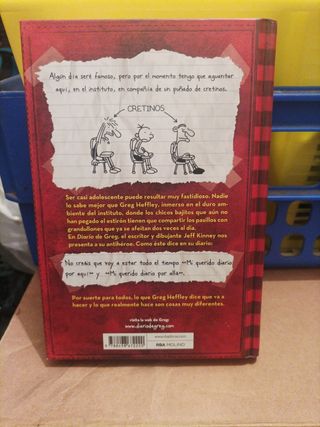 Algún día seré famoso, pero por el momento tengo que aguantar
aquí, en el instituto, en compañía de un puñado de cretinos.
CRETINOS
Ser casi adolescente puede resultar muy fastidioso. Nadie
lo sabe mejor que Greg Heffley, inmerso en el duro am-
biente del instituto, donde los chicos bajitos que aún no
han pegado el estirón tienen que compartir los pasillos con
grandullones que ya se afeitan dos veces al día.
En Diario de Greg, el escritor y dibujante Jeff Kinney nos
presenta a su antihéroe. Como éste dice en su diario:
No creáis que voy a estar todo el tiempo «Mi querido diario
por aquí» y «Mi querido diario por allá».
Por suerte para todos, lo que Greg Heffley dice que va a
hacer y lo que realmente hace son cosas muy diferentes.
visita la web de Greg:
www.diariodegreg.com
www.rbalibros.com
RBA MOLINO